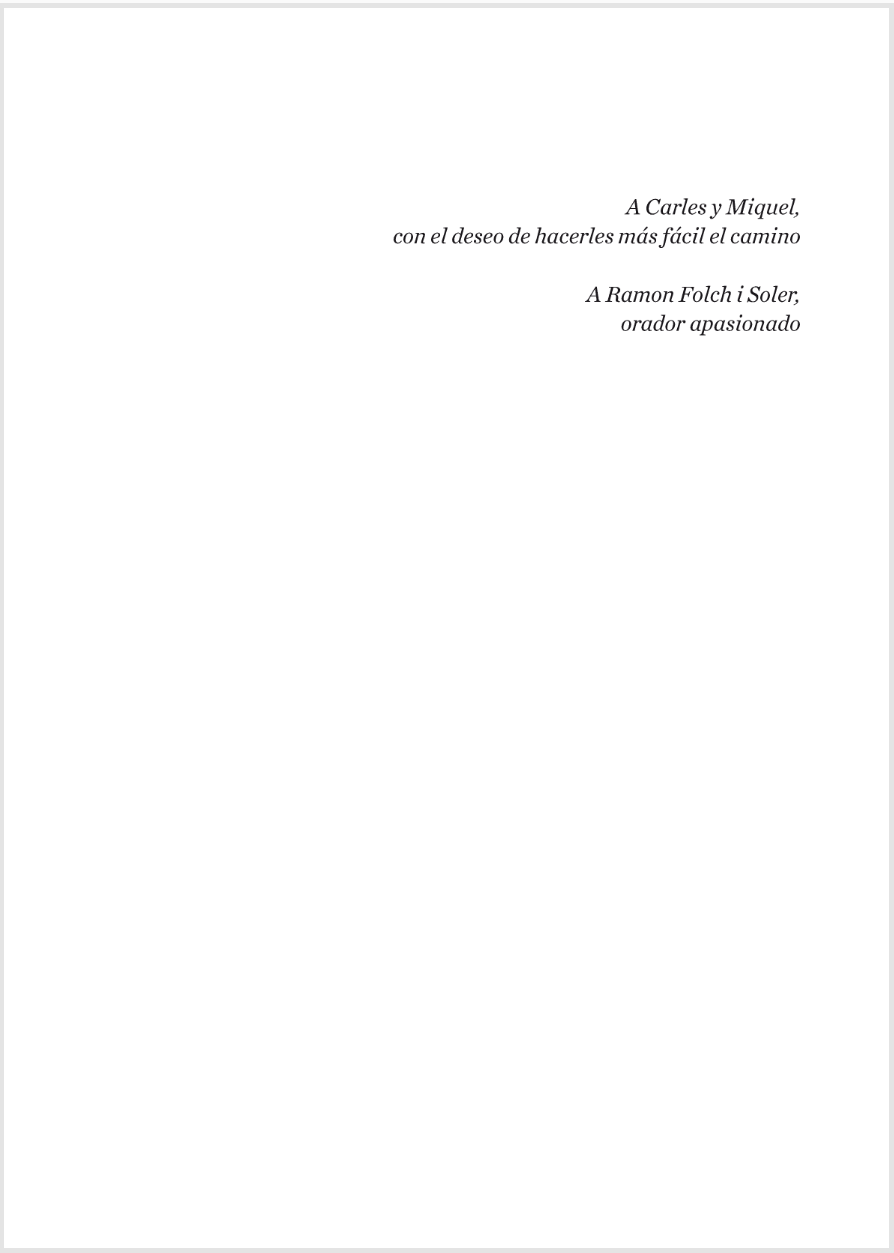 A Carles y Miquel,
con el deseo de hacerles más fácil el camino
A Ramon Folch i Soler,
orador apasionado